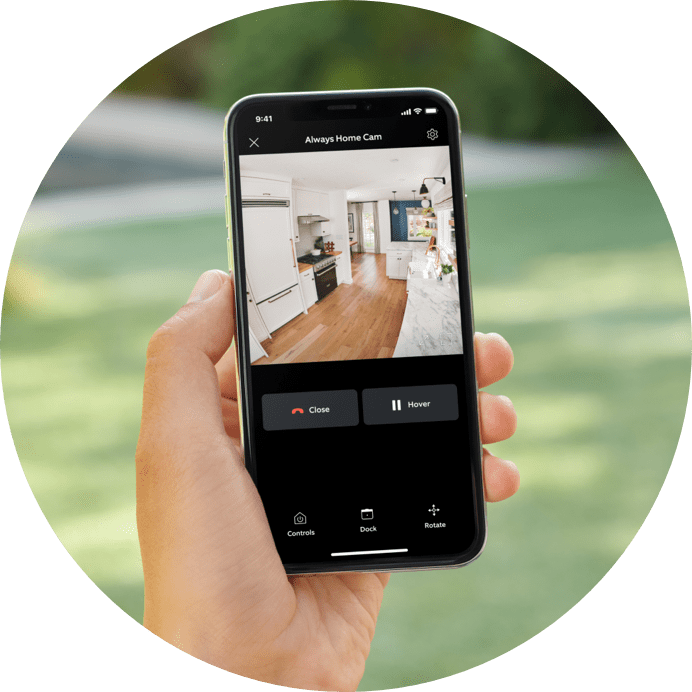 9:41
Always Home Cam
Close
Hover
Controls
Dock
Rotate